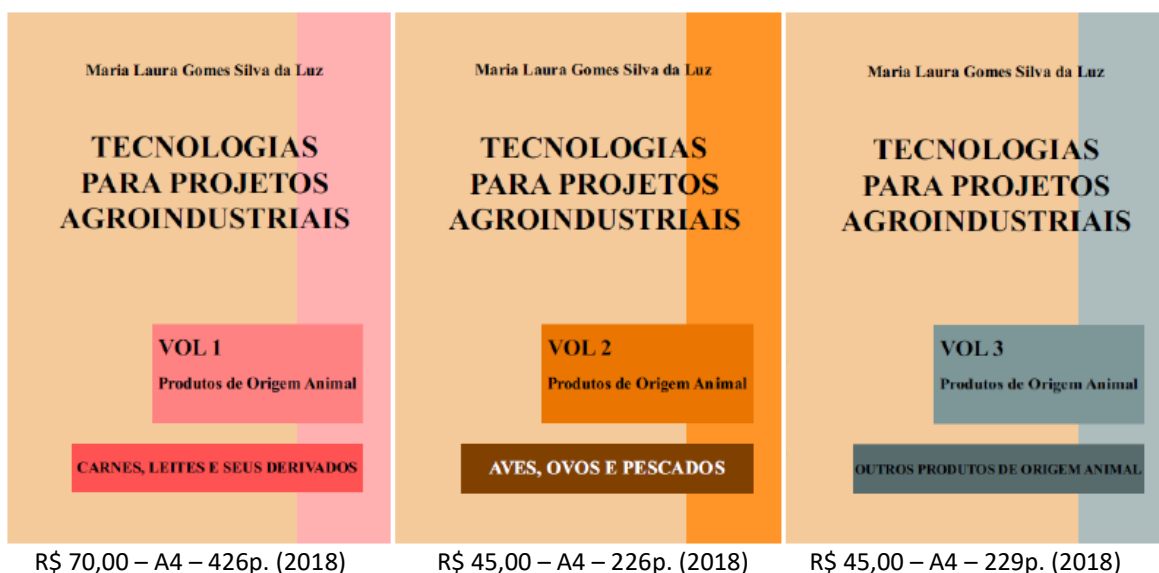 Maria Laura Gomes Silva da Luz
TECNOLOGIAS
PARA PROJETOS
AGROINDUSTRIAIS
VOL 1
Produtos de Origem Animal
CARNES, LEITES E SEUS DERIVADOS
R$ 70,00 – A4 – 426p. (2018)
Maria Laura Gomes Silva da Luz
TECNOLOGIAS
PARA PROJETOS
AGROINDUSTRIAIS
VOL 2
Produtos de Origem Animal
AVES, OVOS E PESCADOS
R$ 45,00 – A4 – 226p. (2018)
Maria Laura Gomes Silva da Luz
TECNOLOGIAS
PARA PROJETOS
AGROINDUSTRIAIS
VOL 3
Produtos de Origem Animal
OUTROS PRODUTOS DE ORIGEM ANIMAL
R$ 45,00 – A4 – 229p. (2018)